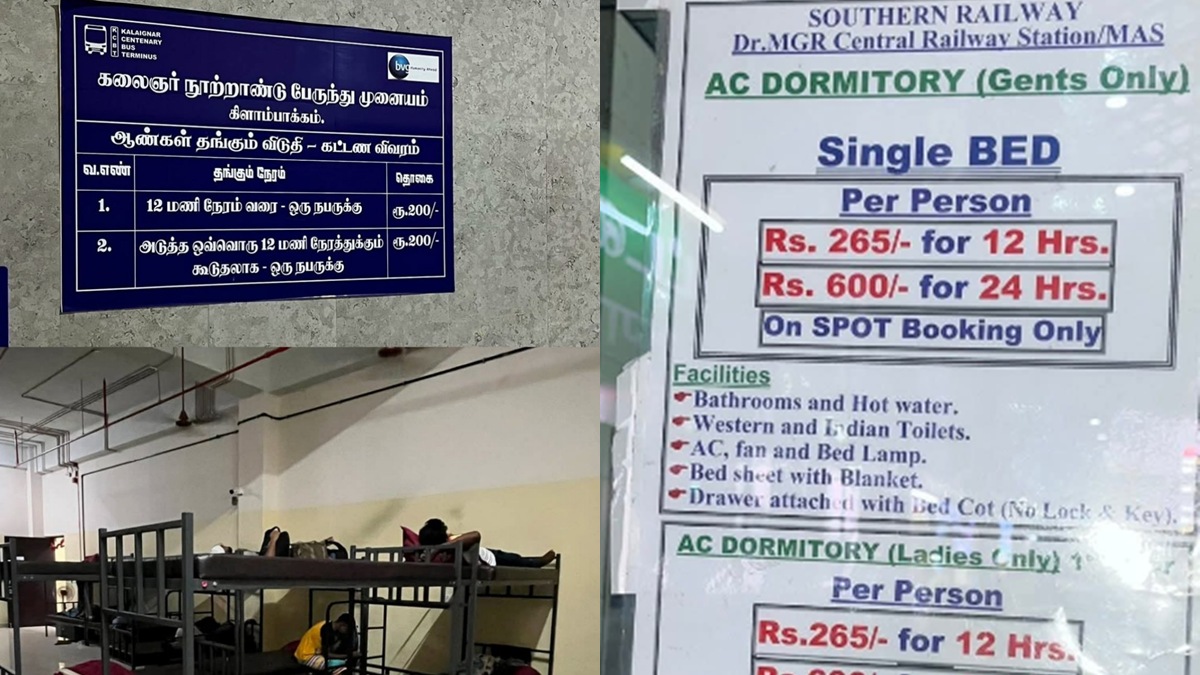 KCBT
KALAIGNAR
CENTENARY
BUS
TERMINUS
bvg
கலைஞர் நூற்றாண்டு பேருந்து முனையம்
கிளாம்பாக்கம்.
ஆண்கள் தங்கும் விடுதி – கட்டண விவரம்
வ.எண் தங்கும் நேரம் தொகை
1. 12 மணி நேரம் வரை - ஒரு நபருக்கு ரூ.200/-
2. அடுத்த ஒவ்வொரு 12 மணி நேரத்துக்கும் ரூ.200/-
கூடுதலாக - ஒரு நபருக்கு
SOUTHERN RAILWAY
Dr.MGR Central Railway Station/MAS
AC DORMITORY (Gents Only)
Single BED
Per Person
Rs. 265/- for 12 Hrs.
Rs. 600/- for 24 Hrs.
On SPOT Booking Only
Facilities
Bathrooms and Hot water.
Western and Indian Toilets.
AC, fan and Bed Lamp.
Bed sheet with Blanket.
Drawer attached with Bed Cot (No Lock & Key).
AC DORMITORY (Ladies Only)
Per Person
Rs.265/- for 12 Hrs.